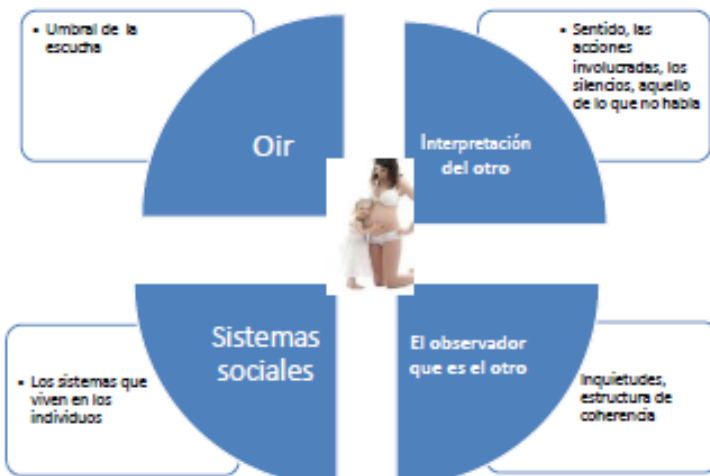 • Umbral de la
escucha
Oir
Interpretación
del otro
• Sentido, las
acciones
involucradas, los
silencios, aquello
de lo que no habla
Sistemas
sociales
• Los sistemas que
viven en los
individuos
El observador
que es el otro
Inquietudes,
estructura de
coherencia